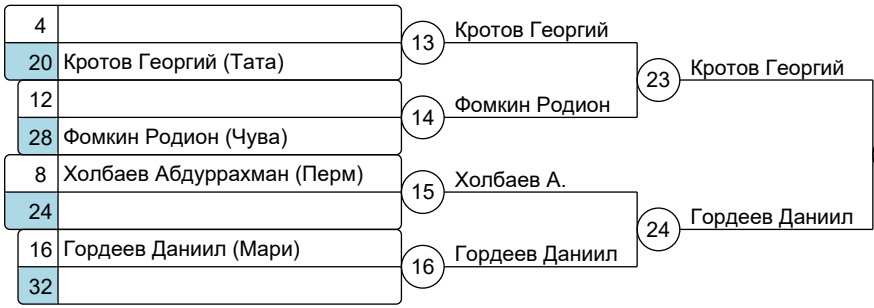 4
13 Кротов Георгий
20 Кротов Георгий (Тата)
23 Кротов Георгий
12
14 Фомкин Родион
28 Фомкин Родион (Чува)
8 Холбаев Абдуррахман (Перм)
15 Холбаев А.
24
24 Гордеев Даниил
16 Гордеев Даниил (Мари)
16 Гордеев Даниил
32